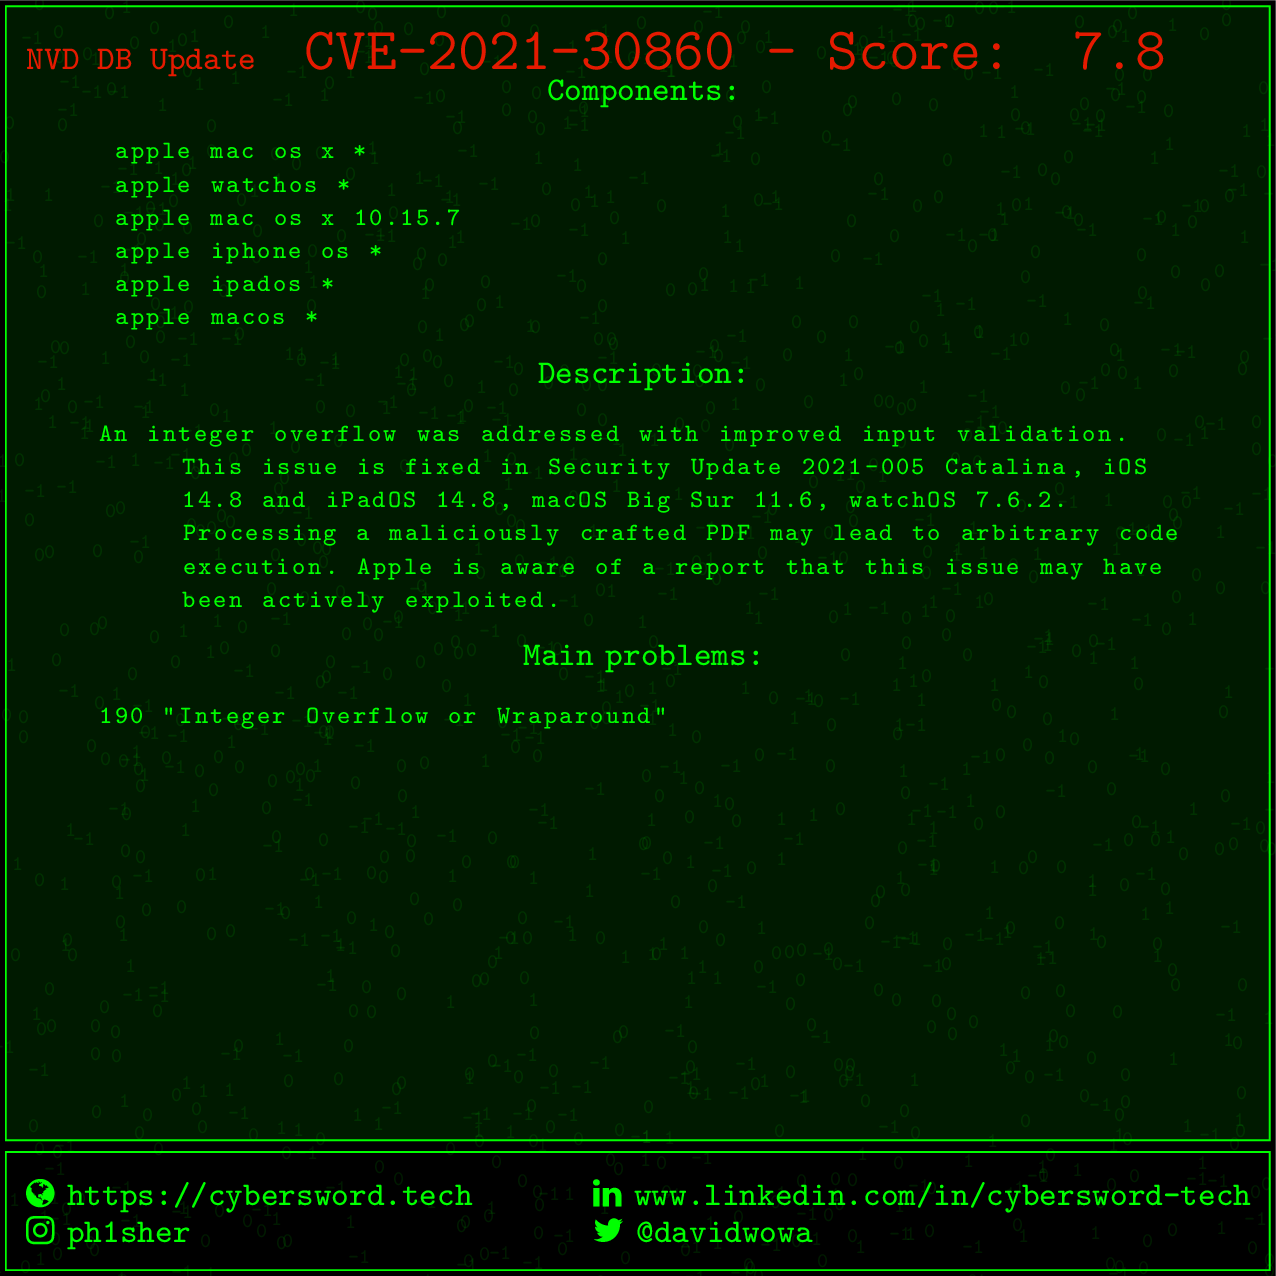 NVD DB Update CVE-2021-30860 - Score: 7.8
Components:
apple mac os x *
apple watchos *
apple mac os x 10.15.7
apple iphone os *
apple ipados *
apple macos *
Description:
An integer overflow was addressed with improved input validation.
This issue is fixed in Security Update 2021-005 Catalina, iOS
14.8 and iPadOS 14.8, macOS Big Sur 11.6, watchOS 7.6.2.
Processing a maliciously crafted PDF may lead to arbitrary code
execution. Apple is aware of a report that this issue may have
been actively exploited.
Main problems:
190 "Integer Overflow or Wraparound"
https://cybersword.tech
www.linkedin.com/in/cybersword-tech
ph1sher
@davidwowa